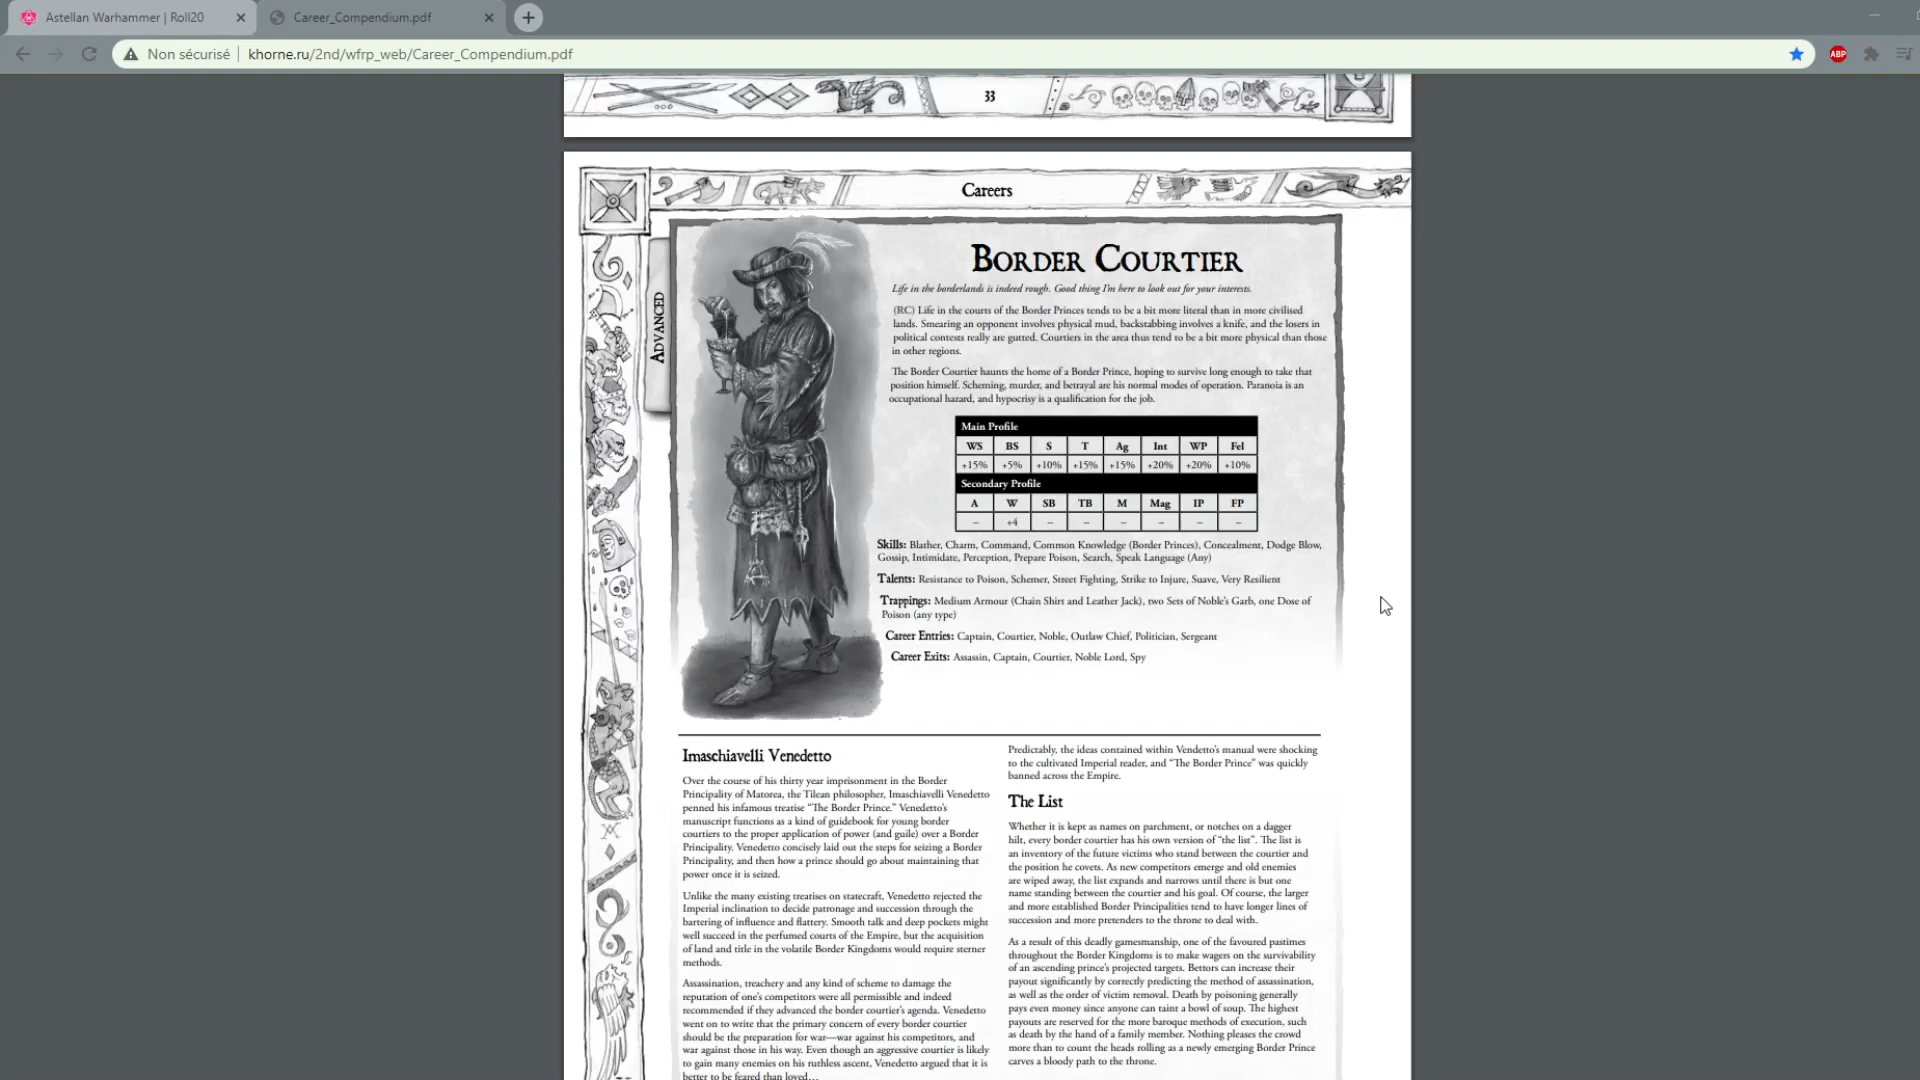 Astellan Warhammer | Roll20
Career_Compendium.pdf
Non sécurisé
khorne.ru/2nd/wfrp_web/Career_Compendium.pdf
ABP
33
Careers
ADVANCED
BORDER COURTIER
Life in the borderlands is indeed rough. Good thing I'm here to look out for your interests.
(RC) Life in the courts of the Border Princes tends to be a bit more literal than in more civilised
lands. Smearing an opponent involves physical mud, backstabbing involves a knife, and the losers in
political contests really are gutted. Courtiers in the area thus tend to be a bit more physical than those
in other regions.
The Border Courtier haunts the home of a Border Prince, hoping to survive long enough to take that
position himself. Scheming, murder, and betrayal are his normal modes of operation. Paranoia is an
occupational hazard, and hypocrisy is a qualification for the job.
Main Profile
WS BS S T Ag Int WP Fel
+15% +5% +10% +15% +15% +20% +20% +10%
Secondary Profile
A W SB TB M Mag IP FP
– +4 – – – – – –
Skills: Blather, Charm, Command, Common Knowledge (Border Princes), Concealment, Dodge Blow,
Gossip, Intimidate, Perception, Prepare Poison, Search, Speak Language (Any)
Talents: Resistance to Poison, Schemer, Street Fighting, Strike to Injure, Suave, Very Resilient
Trappings: Medium Armour (Chain Shirt and Leather Jack), two Sets of Noble's Garb, one Dose of
Poison (any type)
Career Entries: Captain, Courtier, Noble, Outlaw Chief, Politician, Sergeant
Career Exits: Assassin, Captain, Courtier, Noble Lord, Spy
Imaschiavelli Venedetto
Over the course of his thirty year imprisonment in the Border
Principality of Matorea, the Tilean philosopher, Imaschiavelli Venedetto
penned his infamous treatise “The Border Prince.” Venedetto's
manuscript functions as a kind of guidebook for young border
courtiers to the proper application of power (and guile) over a Border
Principality. Venedetto concisely laid out the steps for seizing a Border
Principality, and then how a prince should go about maintaining that
power once it is seized.
Unlike the many existing treatises on statecraft, Venedetto rejected the
Imperial inclination to decide patronage and succession through the
bartering of influence and flattery. Smooth talk and deep pockets might
well succeed in the perfumed courts of the Empire, but the acquisition
of land and title in the volatile Border Kingdoms would require sterner
methods.
Assassination, treachery and any kind of scheme to damage the
reputation of one's competitors were all permissible and indeed
recommended if they advanced the border courtier's agenda. Venedetto
went on to write that the primary concern of every border courtier
should be the preparation for war—war against his competitors, and
war against those in his way. Even though an aggressive courtier is likely
to gain many enemies on his ruthless ascent, Venedetto argued that it is
better to be feared than loved…
Predictably, the ideas contained within Vendetto's manual were shocking
to the cultivated Imperial reader, and “The Border Prince” was quickly
banned across the Empire.
The List
Whether it is kept as names on parchment, or notches on a dagger
hilt, every border courtier has his own version of “the list”. The list is
an inventory of the future victims who stand between the courtier and
the position he covets. As new competitors emerge and old enemies
are wiped away, the list expands and narrows until there is but one
name standing between the courtier and his goal. Of course, the larger
and more established Border Principalities tend to have longer lines of
succession and more pretenders to the throne to deal with.
As a result of this deadly gamesmanship, one of the favoured pastimes
throughout the Border Kingdoms is to make wagers on the survivability
of an ascending prince's projected targets. Bettors can increase their
payout significantly by correctly predicting the method of assassination,
as well as the order of victim removal. Death by poisoning generally
pays even money since anyone can taint a bowl of soup. The highest
payouts are reserved for the more baroque methods of execution, such
as death by the hand of a family member. Nothing pleases the crowd
more than to count the heads rolling as a newly emerging Border Prince
carves a bloody path to the throne.